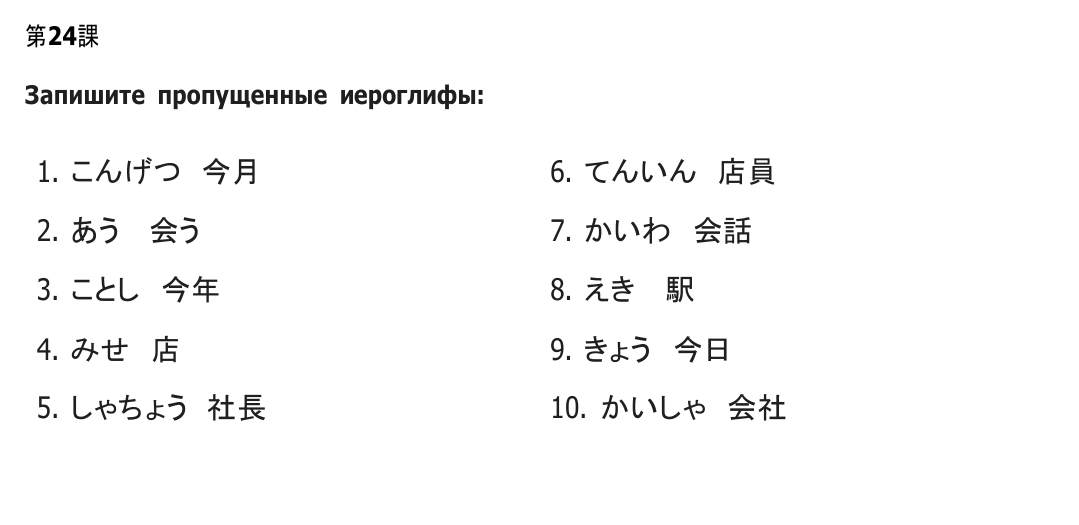 第24課
Запишите пропущенные иероглифы:
1. こんげつ 今月
2. あう 会う
3. ことし 今年
4. みせ 店
5. しゃちょう 社長
6. てんいん 店員
7. かいわ 会話
8. えき 駅
9. きょう 今日
10. かいしゃ 会社